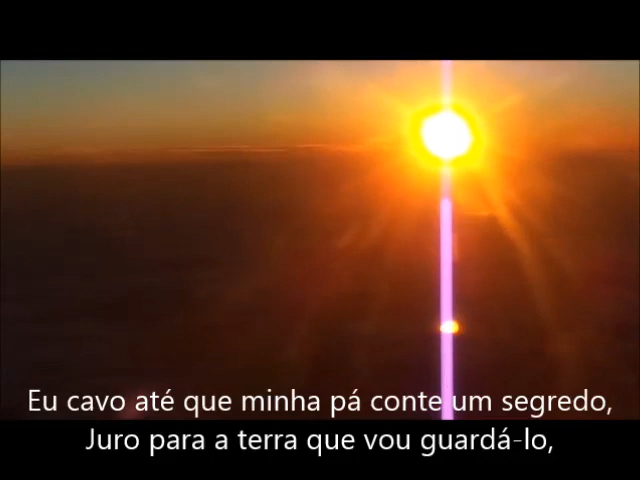 Eu cavo até que minha pá conte um segredo,
Juro para a terra que vou guardá-lo,